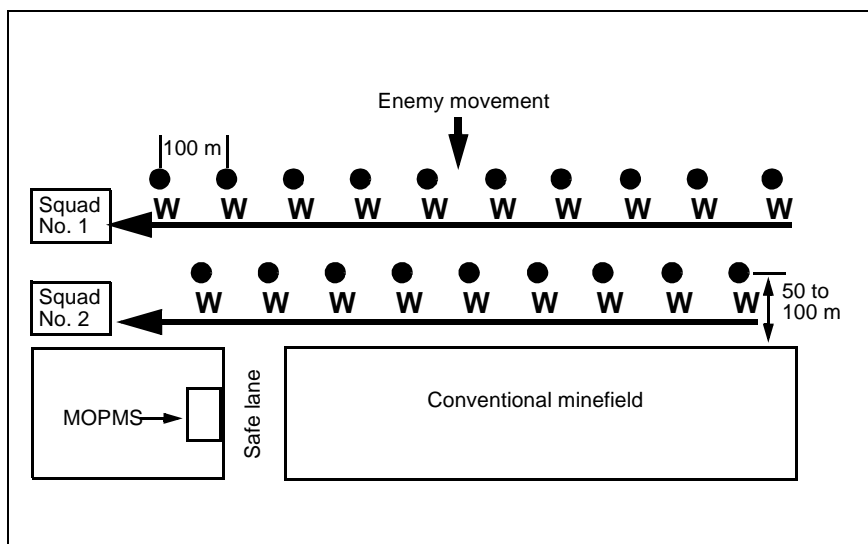 Enemy movement
100 m
Squad
No. 1
W W W W W W W W W W
Squad
No. 2
W W W W W W W W W
50 to
100 m
MOPMS
Safe lane
Conventional minefield